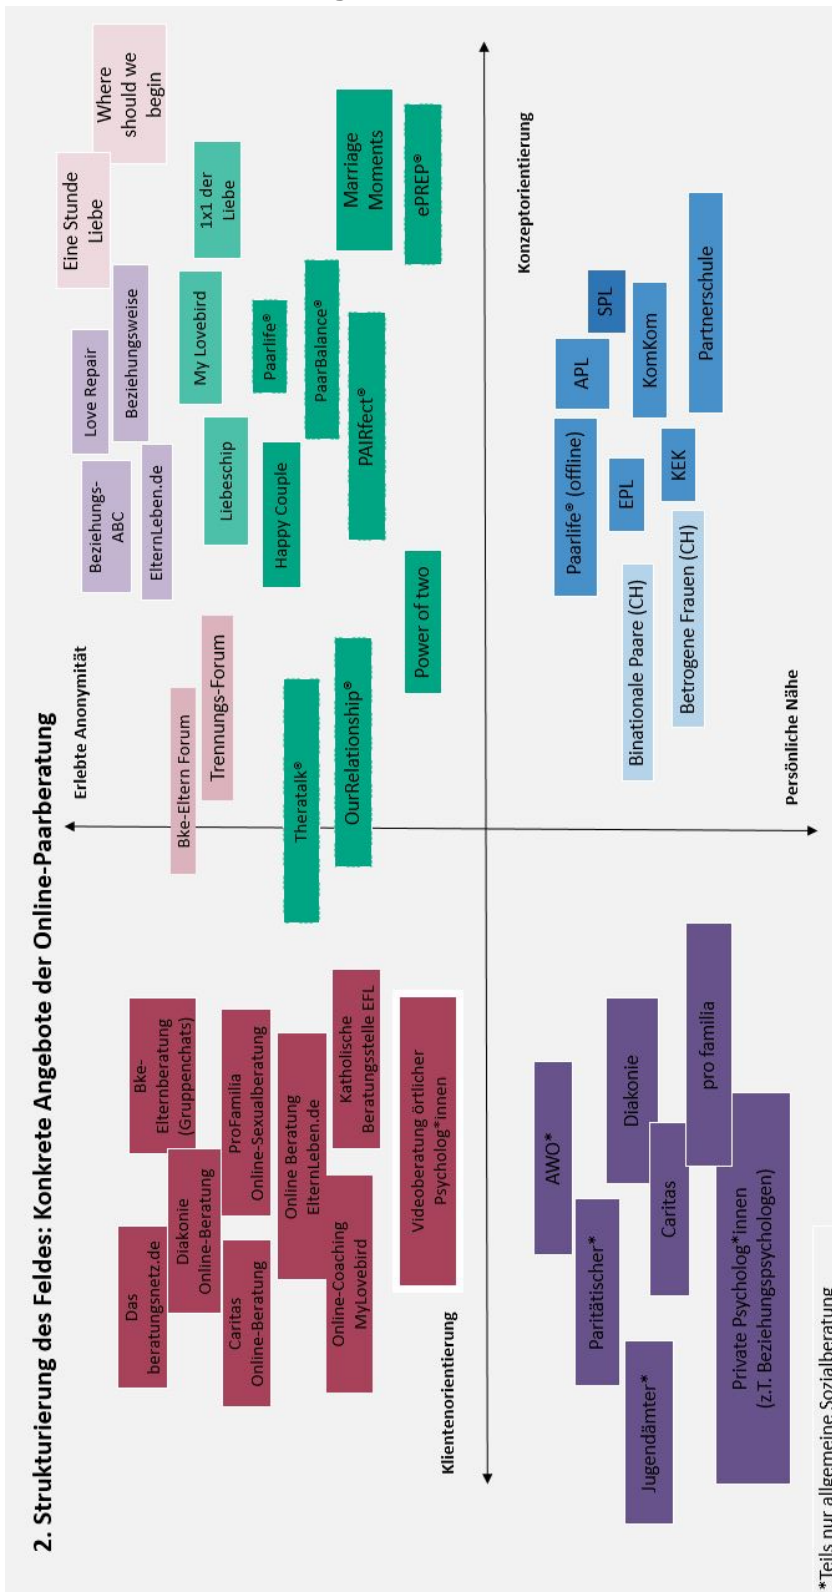 2. Strukturierung des Feldes: Konkrete Angebote der Online-Paarberatung
Erlebte Anonymität
Das
beratungsnetz.de
Bke-
Elternberatung
(Gruppenchats)
Diakonie
Online-Beratung
ProFamilia
Online-Sexualberatung
Caritas
Online-Beratung
Online Beratung
ElternLeben.de
Katholische
Beratungsstelle EFL
Online-Coaching
MyLovebird
Videoberatung örtlicher
Psycholog*innen
Klientenorientierung
Bke-Eltern Forum
Trennungs-Forum
Theratalk®
OurRelationship®
Power of two
Beziehungs-
ABC
Love Repair
Eine Stunde
Liebe
Where
should we
begin
ElternLeben.de
Beziehungsweise
Liebeschip
My Lovebird
1x1 der
Liebe
Happy Couple
Paarlife®
PaarBalance®
PAIRfect®
Marriage
Moments
ePREP®
Konzeptorientierung
AWO*
Paritätischer*
Diakonie
Jugendämter*
Caritas
pro familia
Private Psycholog*innen
(z.T. Beziehungspsychologen)
Paarlife® (offline)
APL
SPL
EPL
KomKom
KEK
Partnerschule
Binationale Paare (CH)
Betrogene Frauen (CH)
Persönliche Nähe
*Teils nur allgemeine Sozialberatung